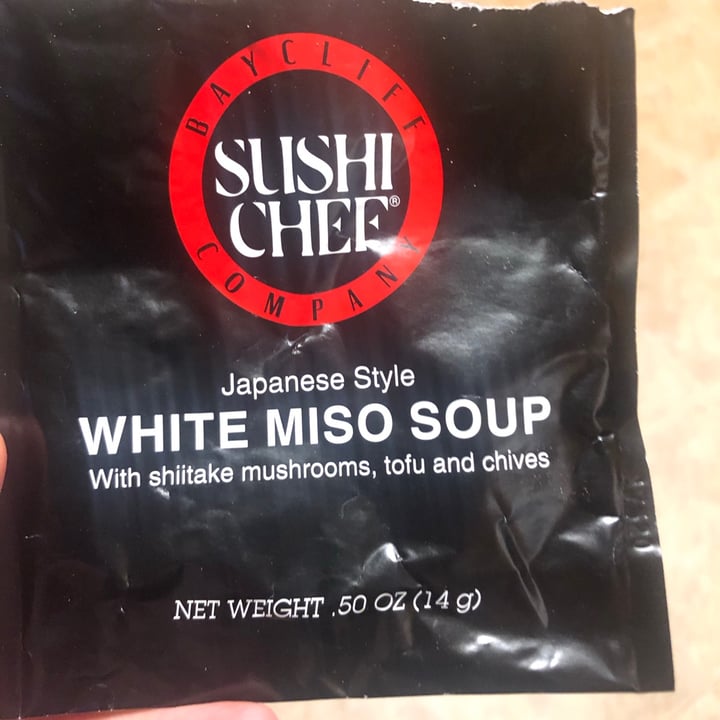 BAYCLIFF
SUSHI
CHEF®
COMPANY
Japanese Style
WHITE MISO SOUP
With shiitake mushrooms, tofu and chives
NET WEIGHT .50 OZ (14 g)